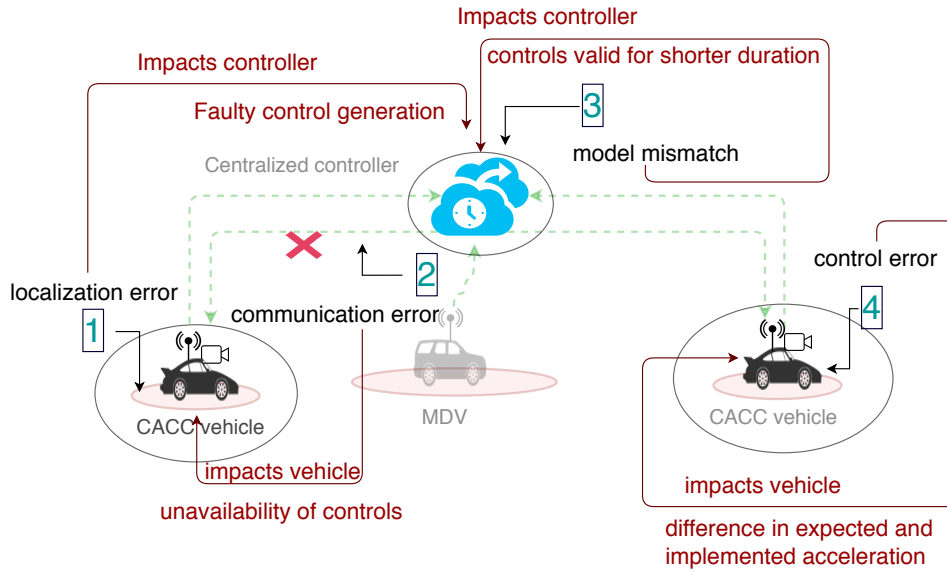 Impacts controller
controls valid for shorter duration
Impacts controller
Faulty control generation
3
model mismatch
Centralized controller
2
control error
localization error
1
communication error
4
MDV
CACC vehicle
CACC vehicle
impacts vehicle
unavailability of controls
impacts vehicle
difference in expected and
implemented acceleration